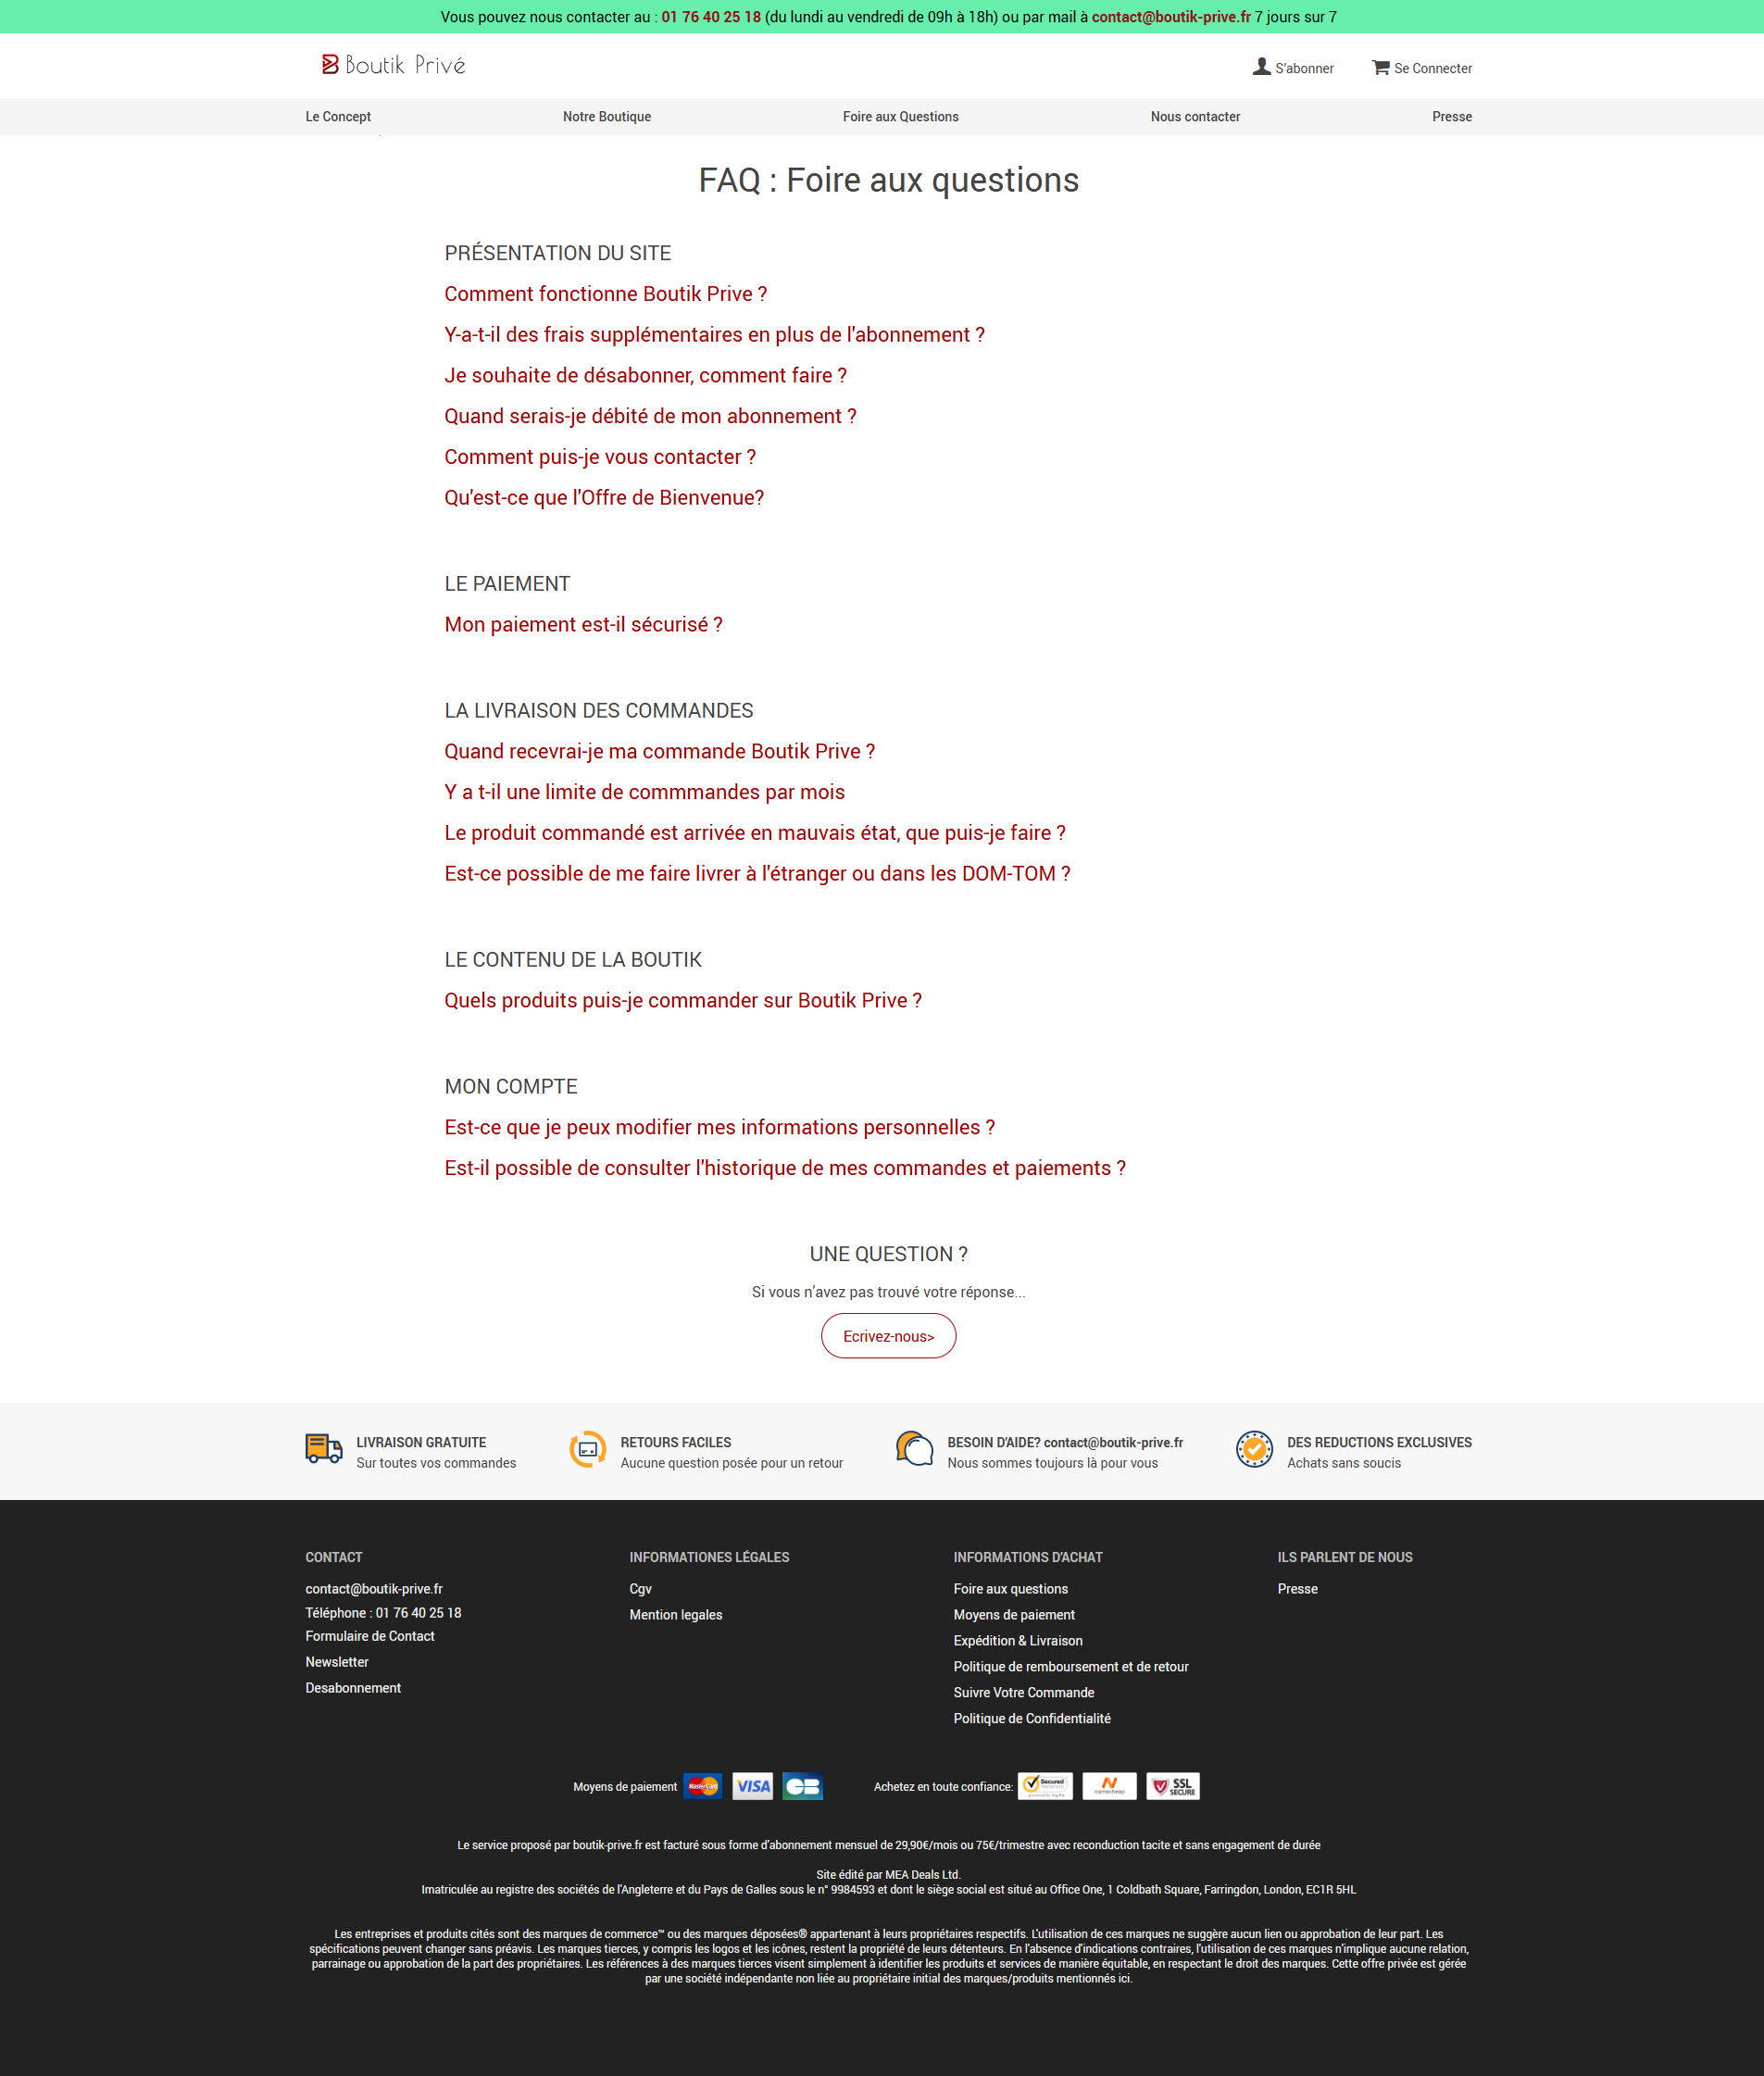 Vous pouvez nous contacter au : 01 76 40 25 18 (du lundi au vendredi de 09h à 18h) ou par mail à contact@boutik-prive.fr 7 jours sur 7
Boutik Privé
S'abonner
Se Connecter
Le Concept
Notre Boutique
Foire aux Questions
Nous contacter
Presse
FAQ : Foire aux questions
PRÉSENTATION DU SITE
Comment fonctionne Boutik Prive ?
Y-a-t-il des frais supplémentaires en plus de l'abonnement ?
Je souhaite de désabonner, comment faire ?
Quand serais-je débité de mon abonnement ?
Comment puis-je vous contacter ?
Qu'est-ce que l'Offre de Bienvenue?
LE PAIEMENT
Mon paiement est-il sécurisé ?
LA LIVRAISON DES COMMANDES
Quand recevrai-je ma commande Boutik Prive ?
Y a t-il une limite de commmandes par mois
Le produit commandé est arrivée en mauvais état, que puis-je faire ?
Est-ce possible de me faire livrer à l'étranger ou dans les DOM-TOM ?
LE CONTENU DE LA BOUTIK
Quels produits puis-je commander sur Boutik Prive ?
MON COMPTE
Est-ce que je peux modifier mes informations personnelles ?
Est-il possible de consulter l'historique de mes commandes et paiements ?
UNE QUESTION ?
Si vous n'avez pas trouvé votre réponse...
Ecrivez-nous>
LIVRAISON GRATUITE
Sur toutes vos commandes
RETOURS FACILES
Aucune question posée pour un retour
BESOIN D'AIDE? contact@boutik-prive.fr
Nous sommes toujours là pour vous
DES REDUCTIONS EXCLUSIVES
Achats sans soucis
CONTACT
contact@boutik-prive.fr
Téléphone : 01 76 40 25 18
Formulaire de Contact
Newsletter
Desabonnement
INFORMATIONES LÉGALES
Cgv
Mention legales
INFORMATIONS D'ACHAT
Foire aux questions
Moyens de paiement
Expédition & Livraison
Politique de remboursement et de retour
Suivre Votre Commande
Politique de Confidentialité
ILS PARLENT DE NOUS
Presse
Moyens de paiement
MasterCard
VISA
CB
Achetez en toute confiance:
Secured
namecheap
SSL
SECURE
Le service proposé par boutik-prive.fr est facturé sous forme d'abonnement mensuel de 29,90€/mois ou 75€/trimestre avec reconduction tacite et sans engagement de durée
Site édité par MEA Deals Ltd.
Imatriculée au registre des sociétés de l'Angleterre et du Pays de Galles sous le n° 9984593 et dont le siège social est situé au Office One, 1 Coldbath Square, Farringdon, London, EC1R 5HL
Les entreprises et produits cités sont des marques de commerce™ ou des marques déposées® appartenant à leurs propriétaires respectifs. L'utilisation de ces marques ne suggère aucun lien ou approbation de leur part. Les
spécifications peuvent changer sans préavis. Les marques tierces, y compris les logos et les icônes, restent la propriété de leurs détenteurs. En l'absence d'indications contraires, l'utilisation de ces marques n'implique aucune relation,
parrainage ou approbation de la part des propriétaires. Les références à des marques tierces visent simplement à identifier les produits et services de manière équitable, en respectant le droit des marques. Cette offre privée est gérée
par une société indépendante non liée au propriétaire initial des marques/produits mentionnés ici.